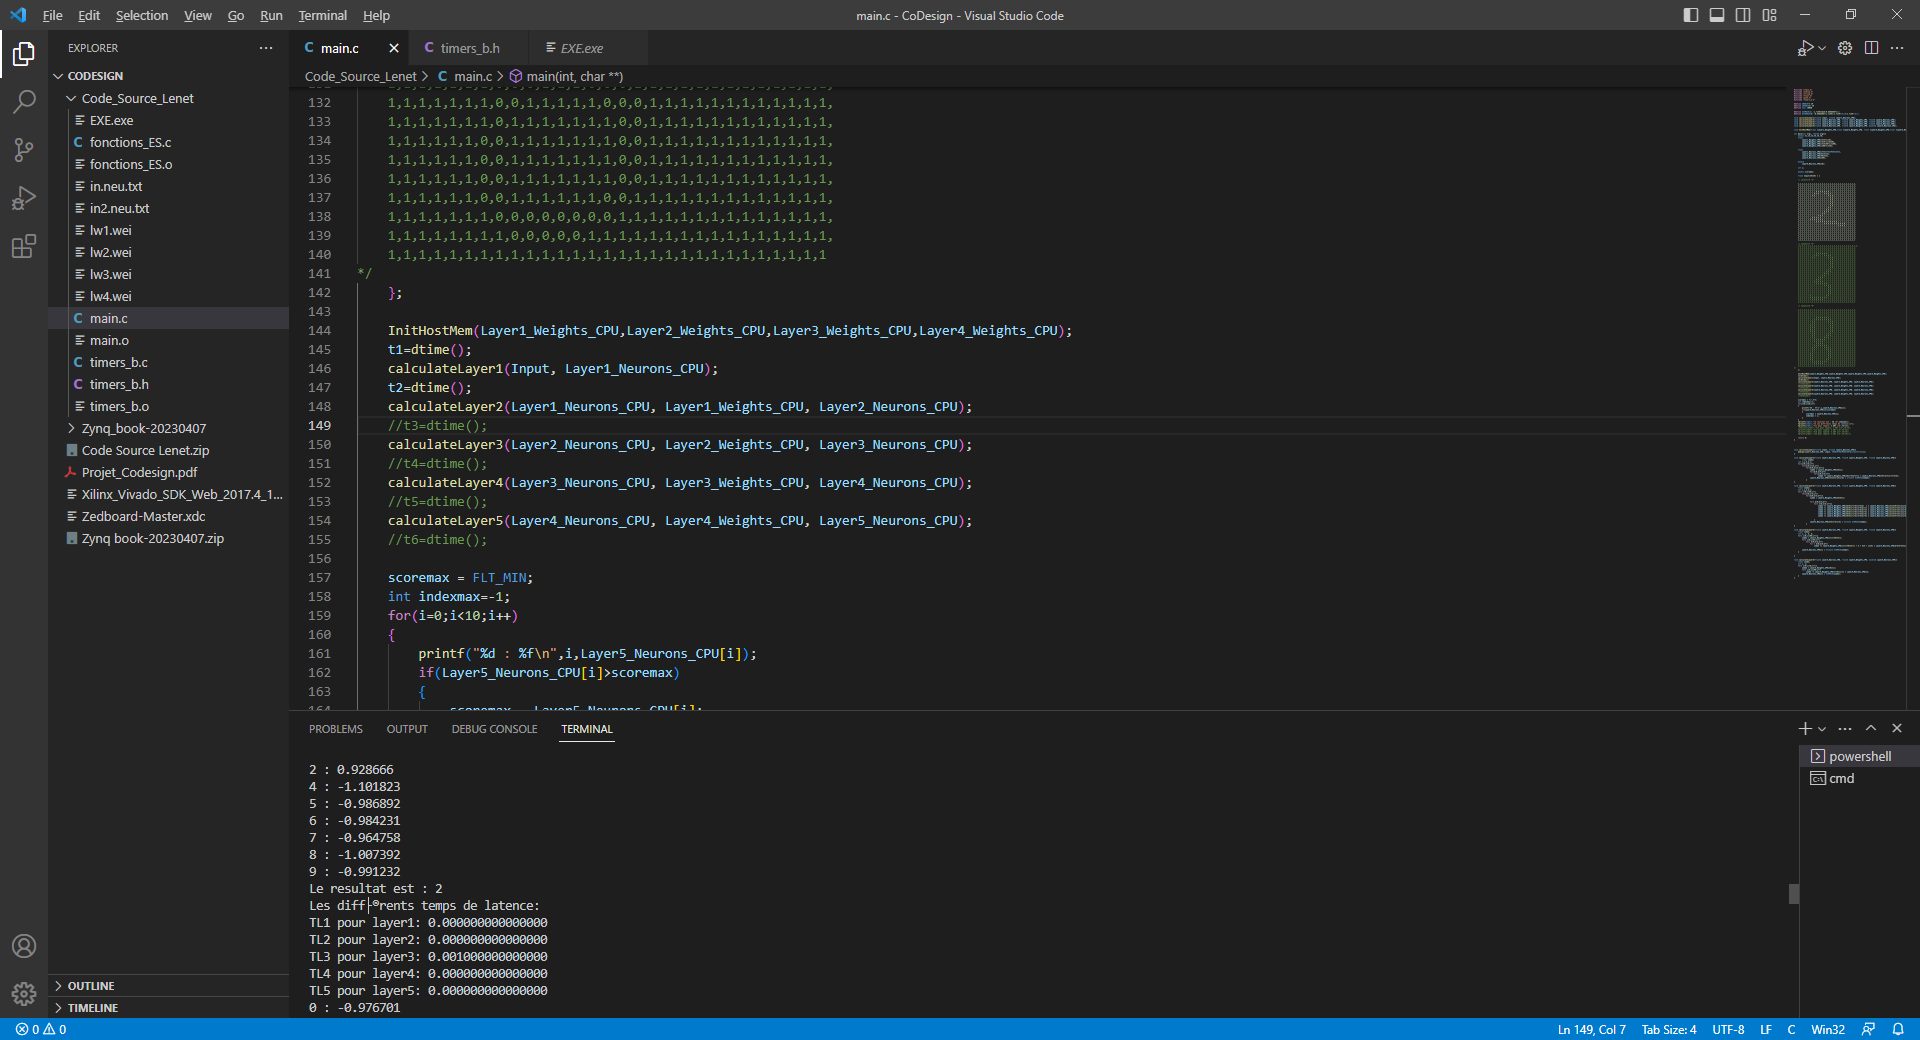 File Edit Selection View Go Run Terminal Help
main.c - CoDesign - Visual Studio Code
EXPLORER
CODESIGN
Code_Source_Lenet
EXE.exe
fonctions_ES.c
fonctions_ES.o
in.neu.txt
in2.neu.txt
lw1.wei
lw2.wei
lw3.wei
lw4.wei
main.c
main.o
timers_b.c
timers_b.h
timers_b.o
Zynq_book-20230407
Code Source Lenet.zip
Projet_Codesign.pdf
Xilinx_Vivado_SDK_Web_2017.4_1...
Zedboard-Master.xdc
Zynq book-20230407.zip
OUTLINE
TIMELINE
main.c
timers_b.h
EXE.exe
Code_Source_Lenet > main.c > main(int, char **)
132 1,1,1,1,1,1,1,0,0,1,1,1,1,1,0,0,0,1,1,1,1,1,1,1,1,1,1,1,1,
133 1,1,1,1,1,1,1,0,1,1,1,1,1,1,1,0,0,1,1,1,1,1,1,1,1,1,1,1,1,
134 1,1,1,1,1,1,0,0,1,1,1,1,1,1,1,0,0,1,1,1,1,1,1,1,1,1,1,1,1,
135 1,1,1,1,1,1,0,0,1,1,1,1,1,1,1,0,0,1,1,1,1,1,1,1,1,1,1,1,1,
136 1,1,1,1,1,1,0,0,1,1,1,1,1,1,1,0,0,1,1,1,1,1,1,1,1,1,1,1,1,
137 1,1,1,1,1,1,0,0,1,1,1,1,1,1,0,0,1,1,1,1,1,1,1,1,1,1,1,1,1,
138 1,1,1,1,1,1,1,0,0,0,0,0,0,0,0,1,1,1,1,1,1,1,1,1,1,1,1,1,1,
139 1,1,1,1,1,1,1,1,0,0,0,0,0,1,1,1,1,1,1,1,1,1,1,1,1,1,1,1,1,
140 1,1,1,1,1,1,1,1,1,1,1,1,1,1,1,1,1,1,1,1,1,1,1,1,1,1,1,1,1
141 */
142 };
143
144 InitHostMem(Layer1_Weights_CPU,Layer2_Weights_CPU,Layer3_Weights_CPU,Layer4_Weights_CPU);
145 t1=dtime();
146 calculateLayer1(Input, Layer1_Neurons_CPU);
147 t2=dtime();
148 calculateLayer2(Layer1_Neurons_CPU, Layer1_Weights_CPU, Layer2_Neurons_CPU);
149 //t3=dtime();
150 calculateLayer3(Layer2_Neurons_CPU, Layer2_Weights_CPU, Layer3_Neurons_CPU);
151 //t4=dtime();
152 calculateLayer4(Layer3_Neurons_CPU, Layer3_Weights_CPU, Layer4_Neurons_CPU);
153 //t5=dtime();
154 calculateLayer5(Layer4_Neurons_CPU, Layer4_Weights_CPU, Layer5_Neurons_CPU);
155 //t6=dtime();
156
157 scoremax = FLT_MIN;
158 int indexmax=-1;
159 for(i=0;i<10;i++)
160 {
161 printf("%d : %f\n",i,Layer5_Neurons_CPU[i]);
162 if(Layer5_Neurons_CPU[i]>scoremax)
163 {
164 scoremax = Layer5_Neurons_CPU[i];
PROBLEMS OUTPUT DEBUG CONSOLE TERMINAL
2 : 0.928666
4 : -1.101823
5 : -0.986892
6 : -0.984231
7 : -0.964758
8 : -1.007392
9 : -0.991232
Le resultat est : 2
Les diff├®rents temps de latence:
TL1 pour layer1: 0.000000000000000
TL2 pour layer2: 0.000000000000000
TL3 pour layer3: 0.001000000000000
TL4 pour layer4: 0.000000000000000
TL5 pour layer5: 0.000000000000000
0 : -0.976701
powershell
cmd
0 0
Ln 149, Col 7 Tab Size: 4 UTF-8 LF C Win32